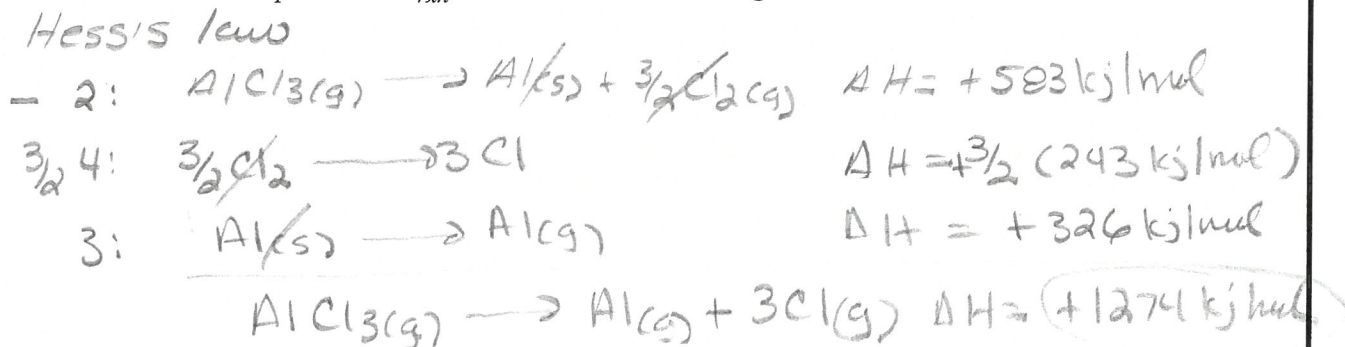 Hess's law
- 2: AlCl3(g) → Al(s) + 3/2 Cl2(g) ΔH = +583 kj/mol
3/2 4: 3/2 Cl2 → 3 Cl ΔH = +3/2 (243 kj/mol)
3: Al(s) → Al(g) ΔH = +326 kj/mol
AlCl3(g) → Al(g) + 3Cl(g) ΔH = +1274 kj/mol